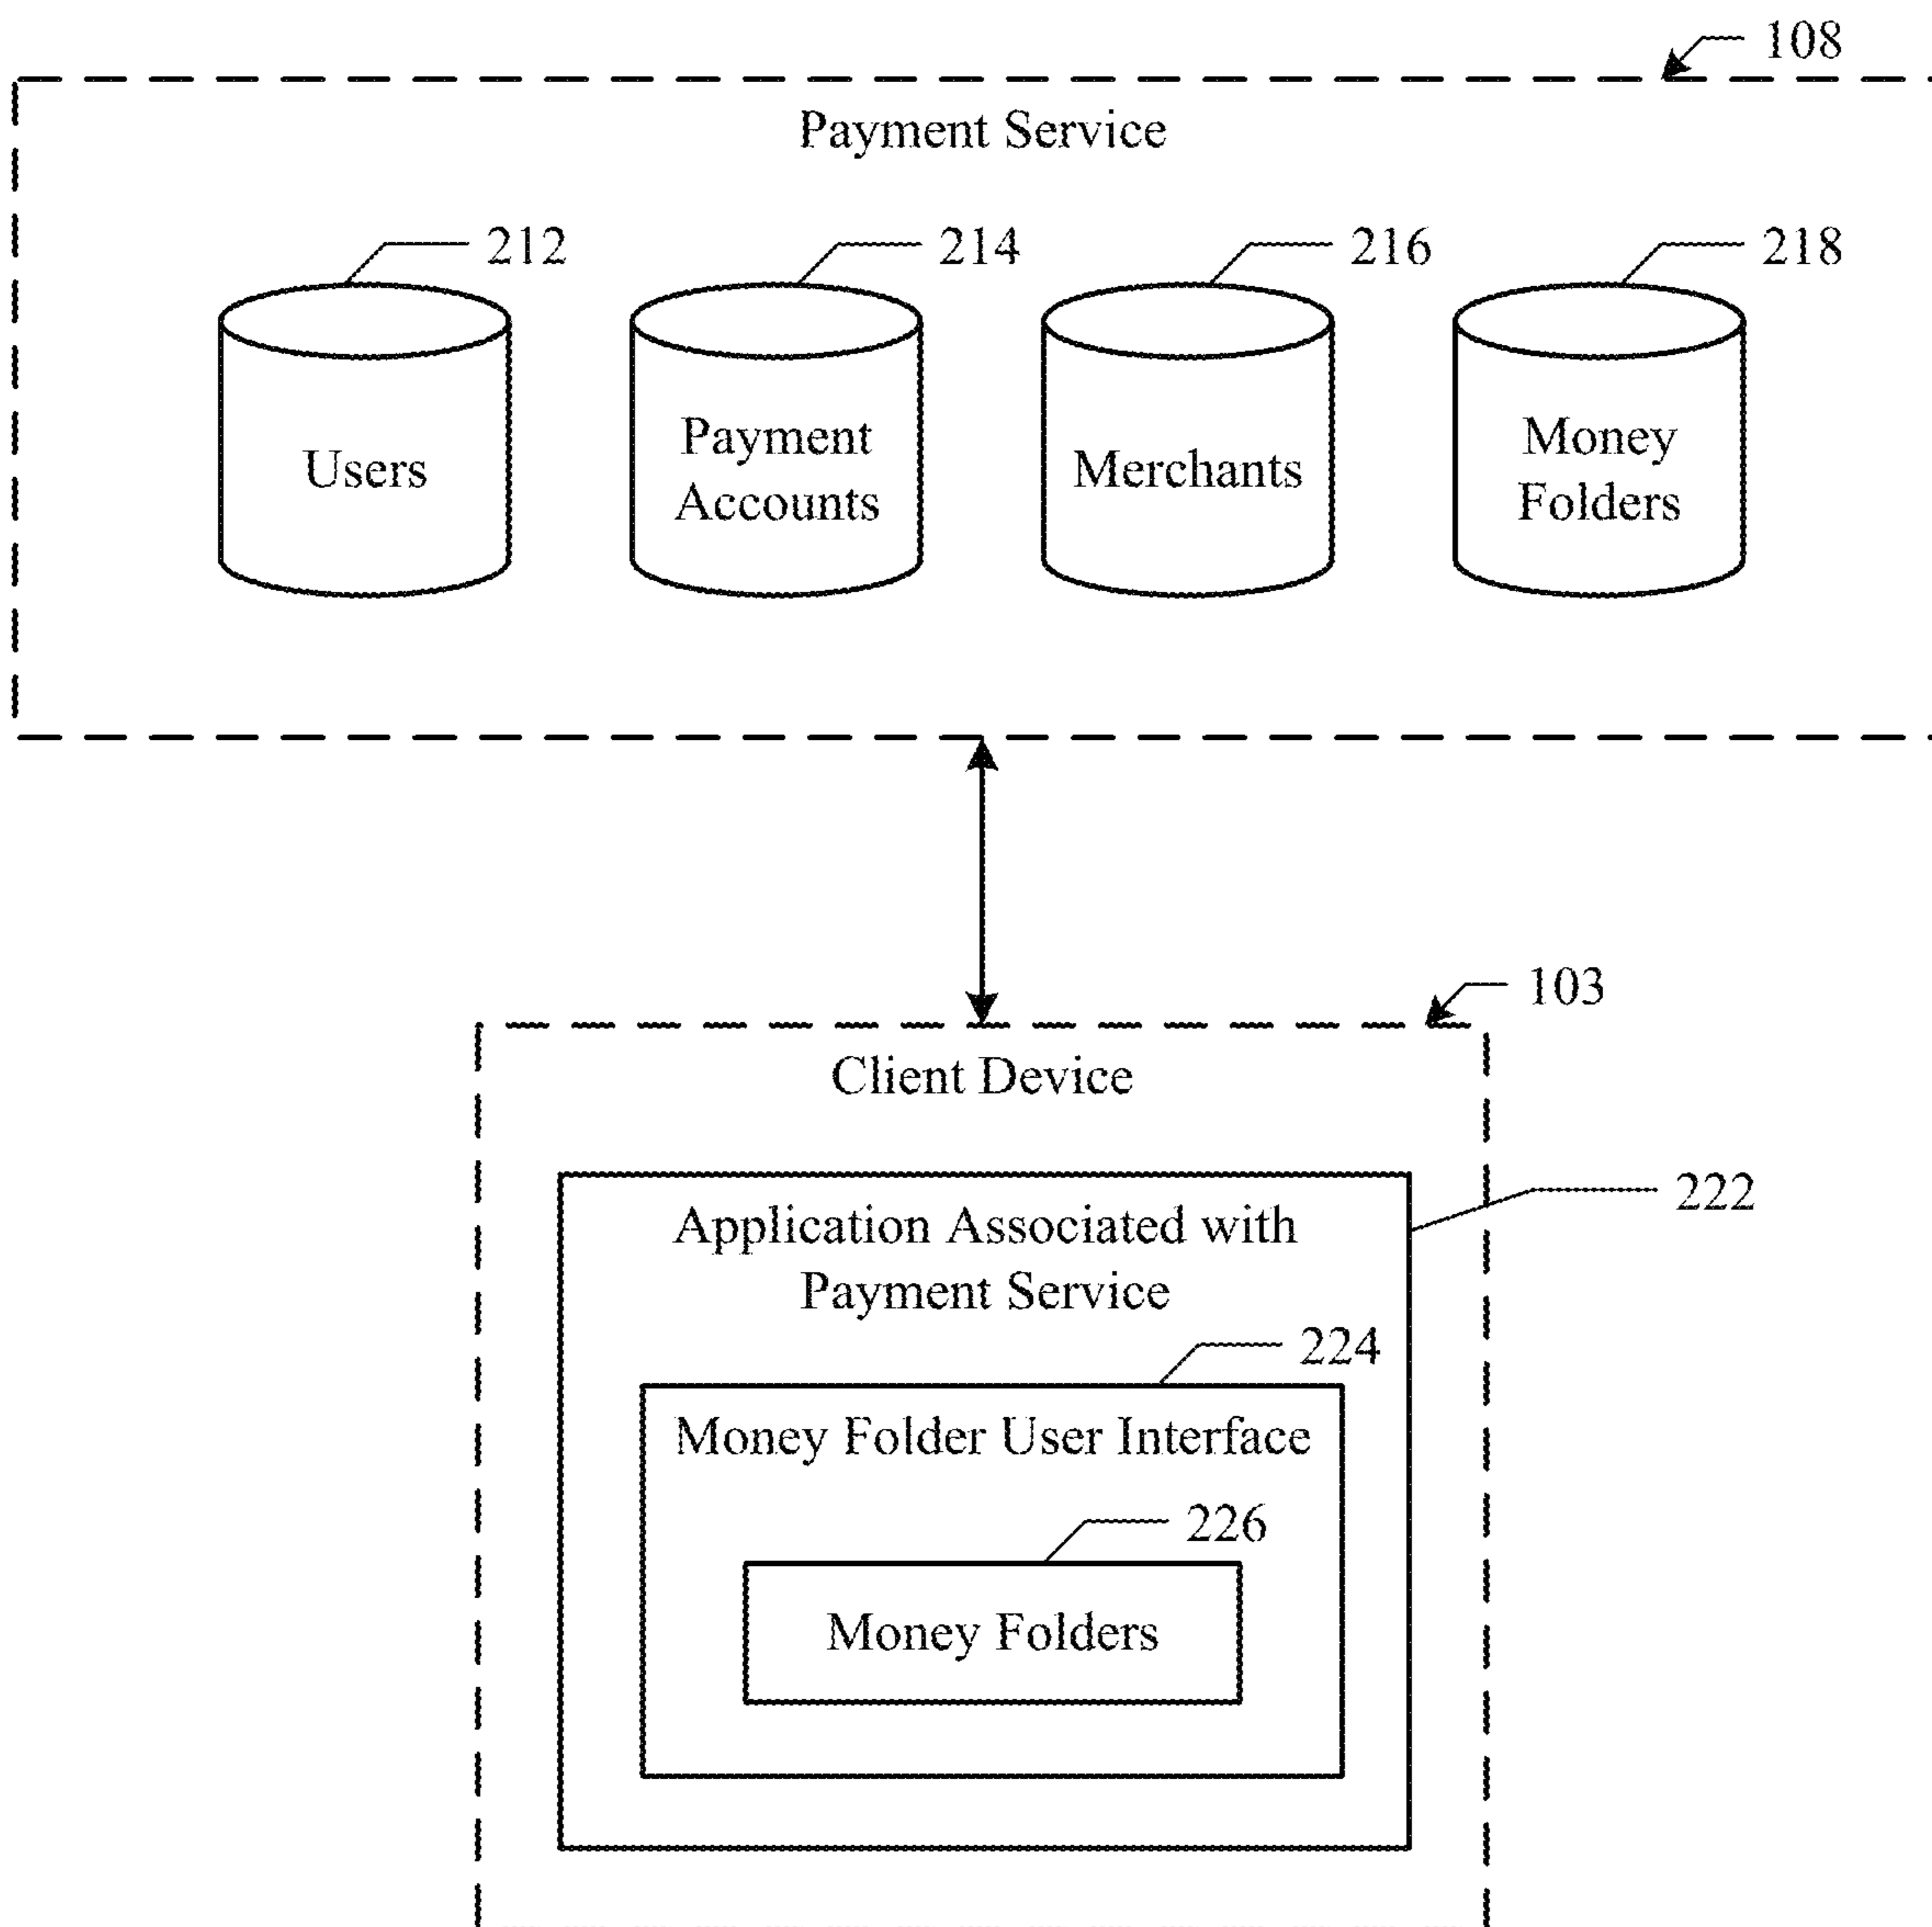 108
Payment Service
212
214
216
218
Users
Payment
Accounts
Merchants
Money
Folders
103
Client Device
222
Application Associated with
Payment Service
224
Money Folder User Interface
226
Money Folders